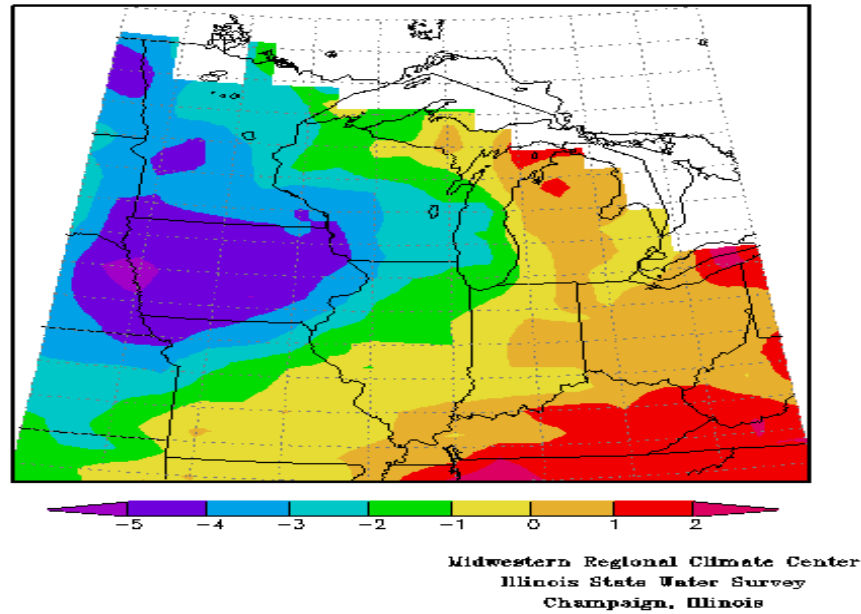 -5 -4 -3 -2 -1 0 1 2
Midwestern Regional Climate Center
Illinois State Water Survey
Champaign, Illinois